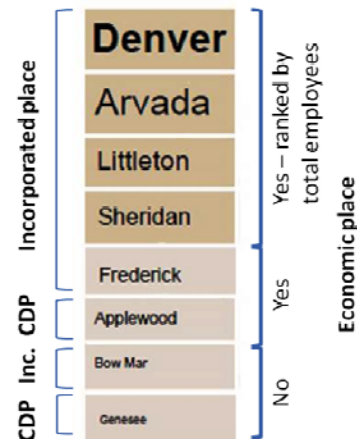 Incorporated place
CDP
Inc.
CDP
Denver
Arvada
Littleton
Sheridan
Frederick
Applewood
Bow Mar
Genesee
Yes – ranked by
total employees
Yes
No
Economic place